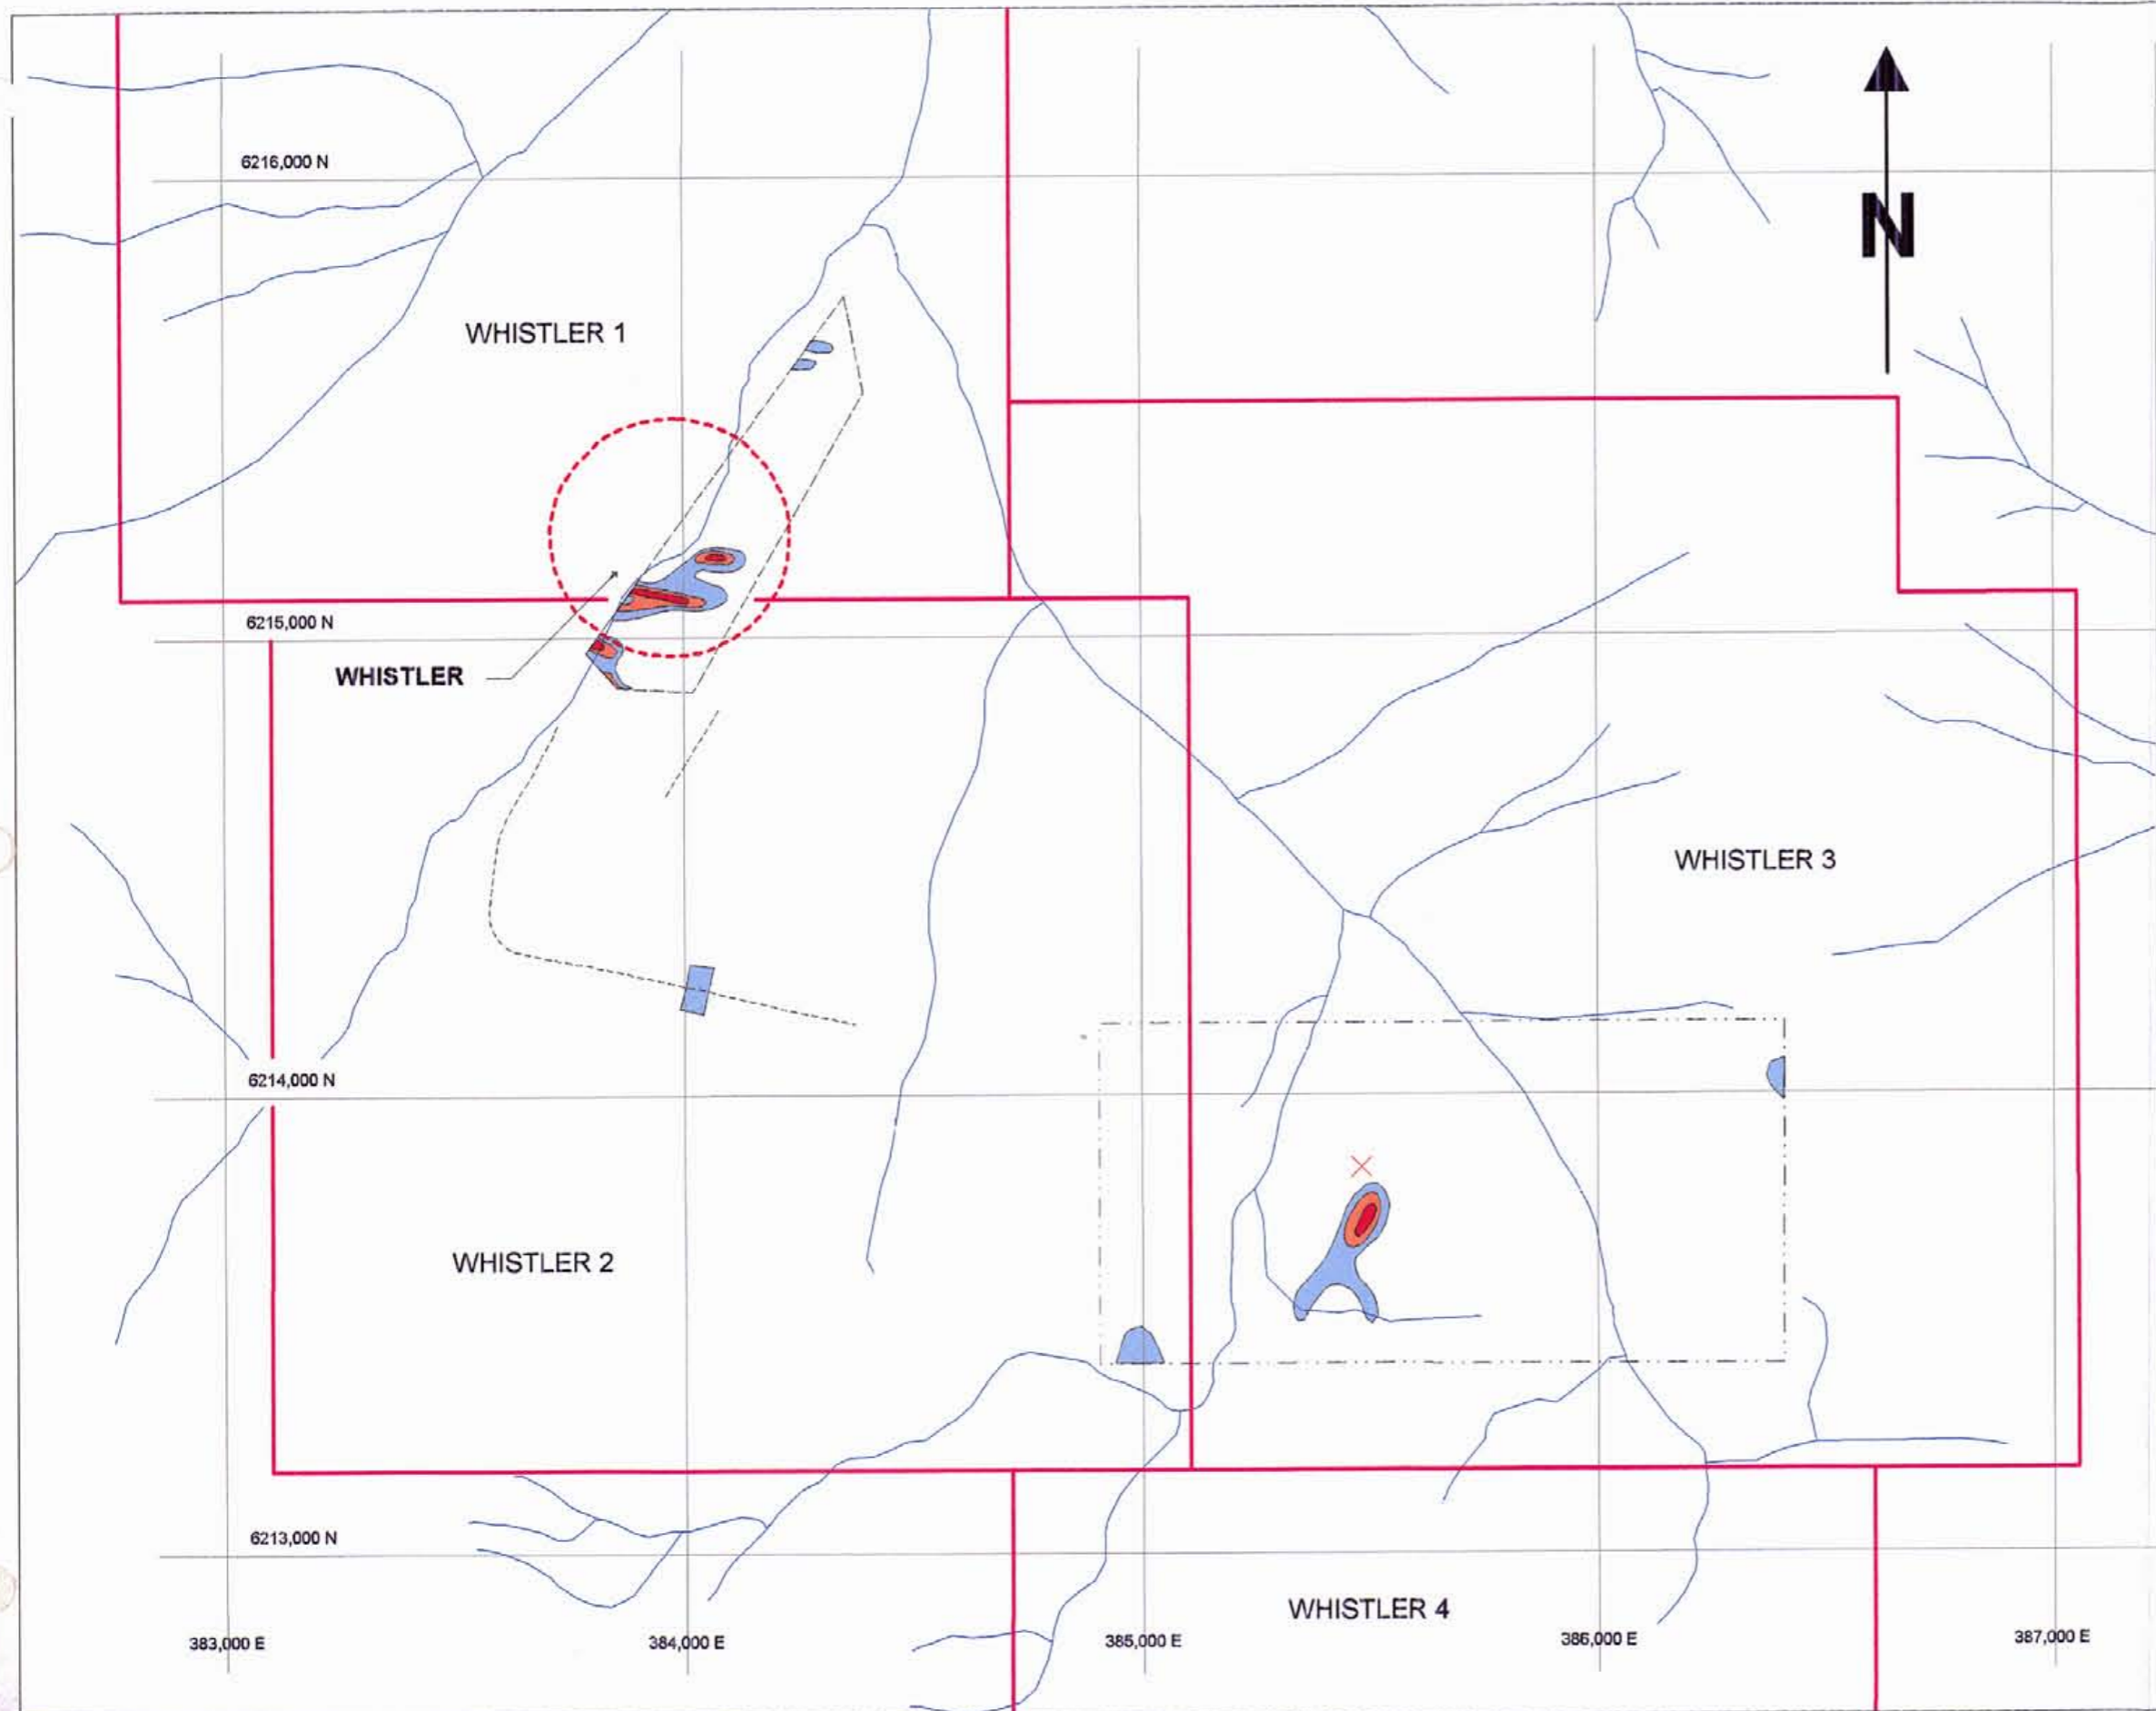 6216,000 N
N
WHISTLER 1
6215,000 N
WHISTLER
WHISTLER 3
6214,000 N
WHISTLER 2
6213,000 N
WHISTLER 4
383,000 E
384,000 E
385,000 E
386,000 E
387,000 E